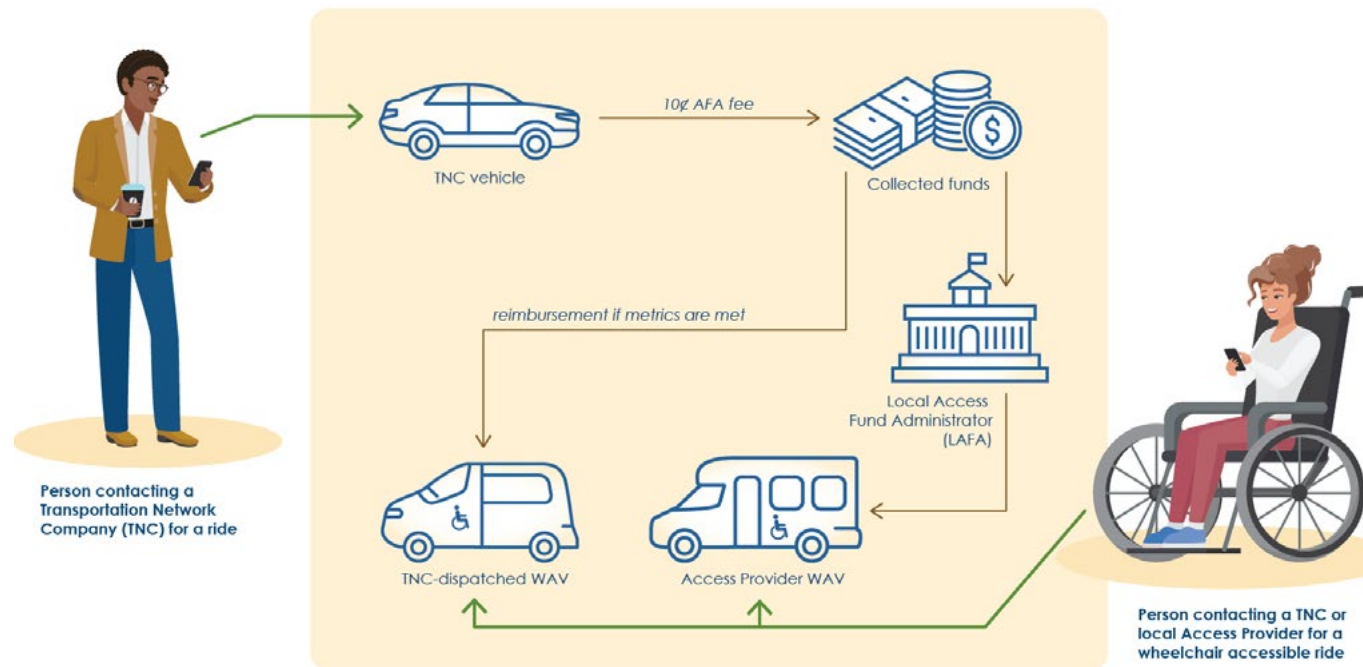 10¢ AFA fee
TNC vehicle
Collected funds
$
reimbursement if metrics are met
Local Access
Fund Administrator
(LAFA)
Person contacting a
Transportation Network
Company (TNC) for a ride
TNC-dispatched WAV
Access Provider WAV
Person contacting a TNC or
local Access Provider for a
wheelchair accessible ride